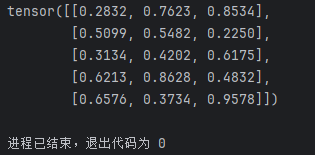 tensor([[0.2832, 0.7623, 0.8534],
        [0.5099, 0.5482, 0.2250],
        [0.3134, 0.4202, 0.6175],
        [0.6213, 0.8628, 0.4832],
        [0.6576, 0.3734, 0.9578]])
进程已结束，退出代码为 0